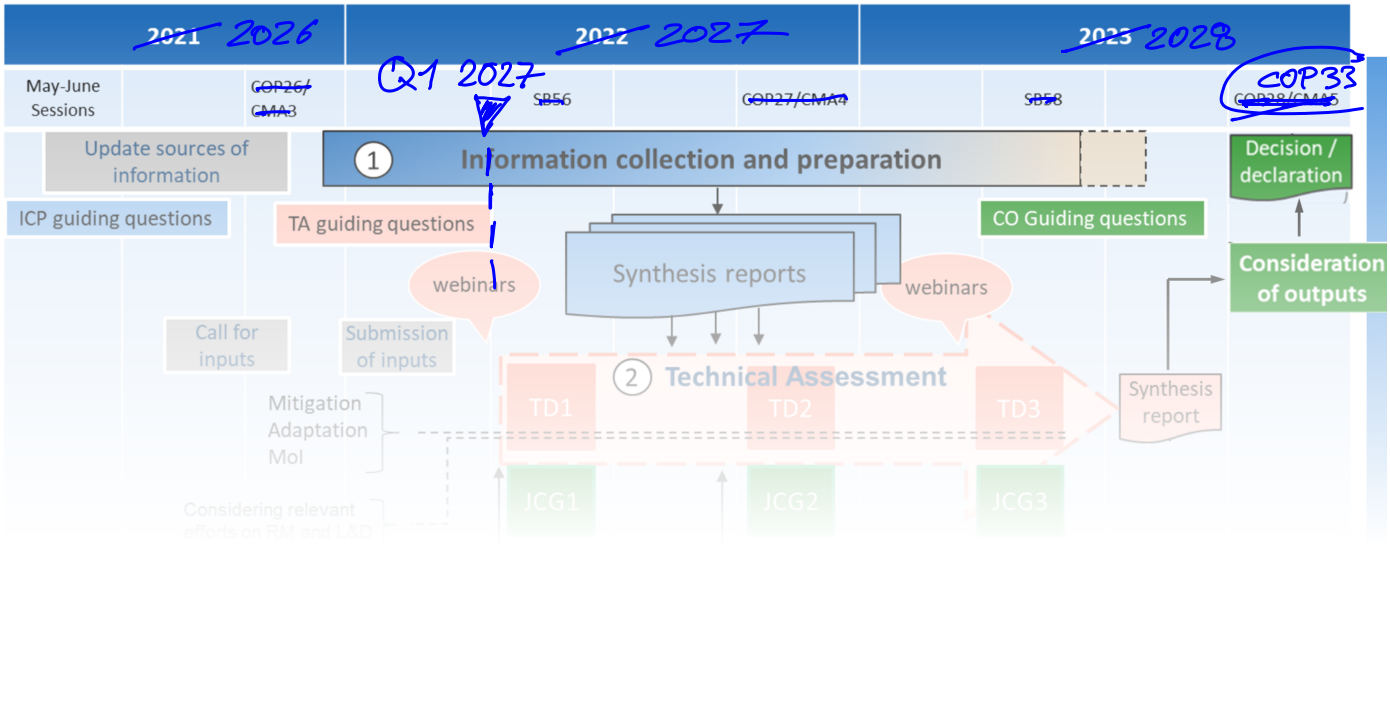 2021 2026
2022 2027
2023 2028
May-June
Sessions
COP26/
CMA3
Q1 2027
SB56
COP27/CMA4
SB58
COP33
COP28/CMA5
Update sources of
information
1 Information collection and preparation
Decision /
declaration
ICP guiding questions
TA guiding questions
CO Guiding questions
webinars
Synthesis reports
webinars
Consideration
of outputs
Call for
inputs
Submission
of inputs
2 Technical Assessment
TD1
TD2
TD3
Synthesis
report
Mitigation
Adaptation
MoI
JCG1
JCG2
JCG3
Considering relevant
efforts on RM and L&D